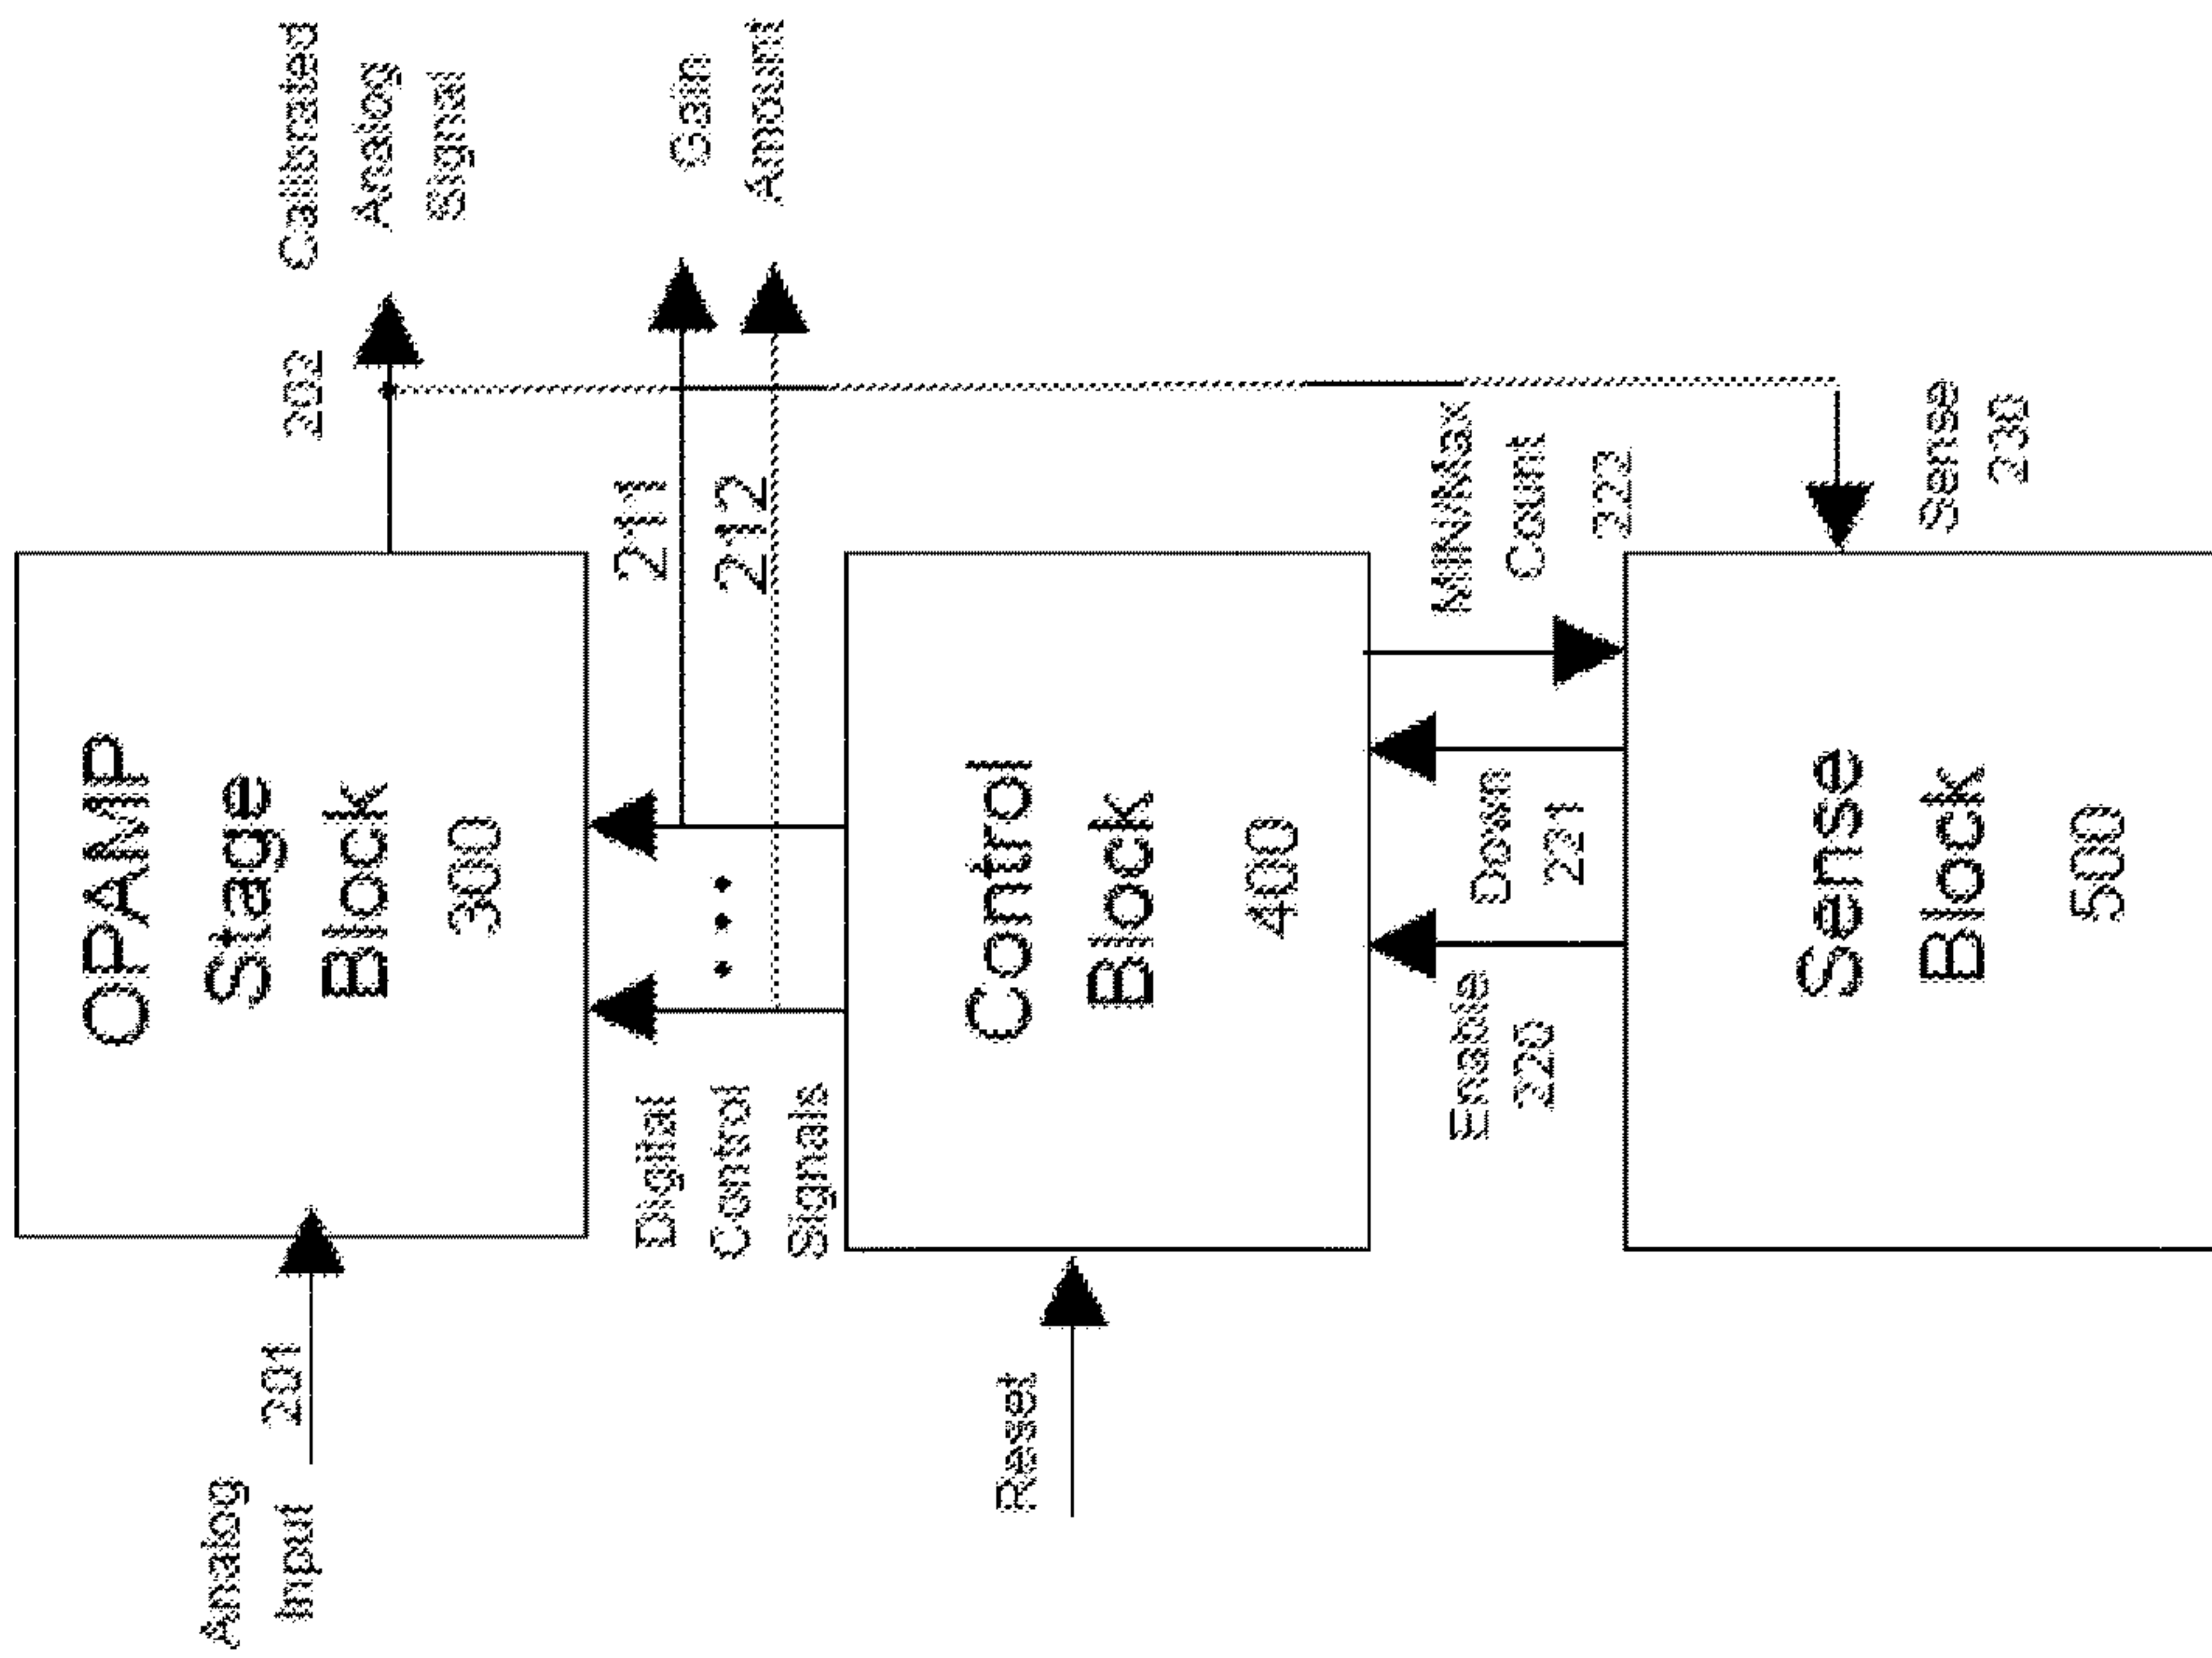 Analog
Input
201
OPAMP
Stage
Block
300
202
Calibrated
Analog
Signal
Digital
Control
Signals
211
212
Gain
Amount
Reset
Control
Block
400
Enable
220
Down
221
MIN/Max
Count
222
Sense
Block
500
Sense
230